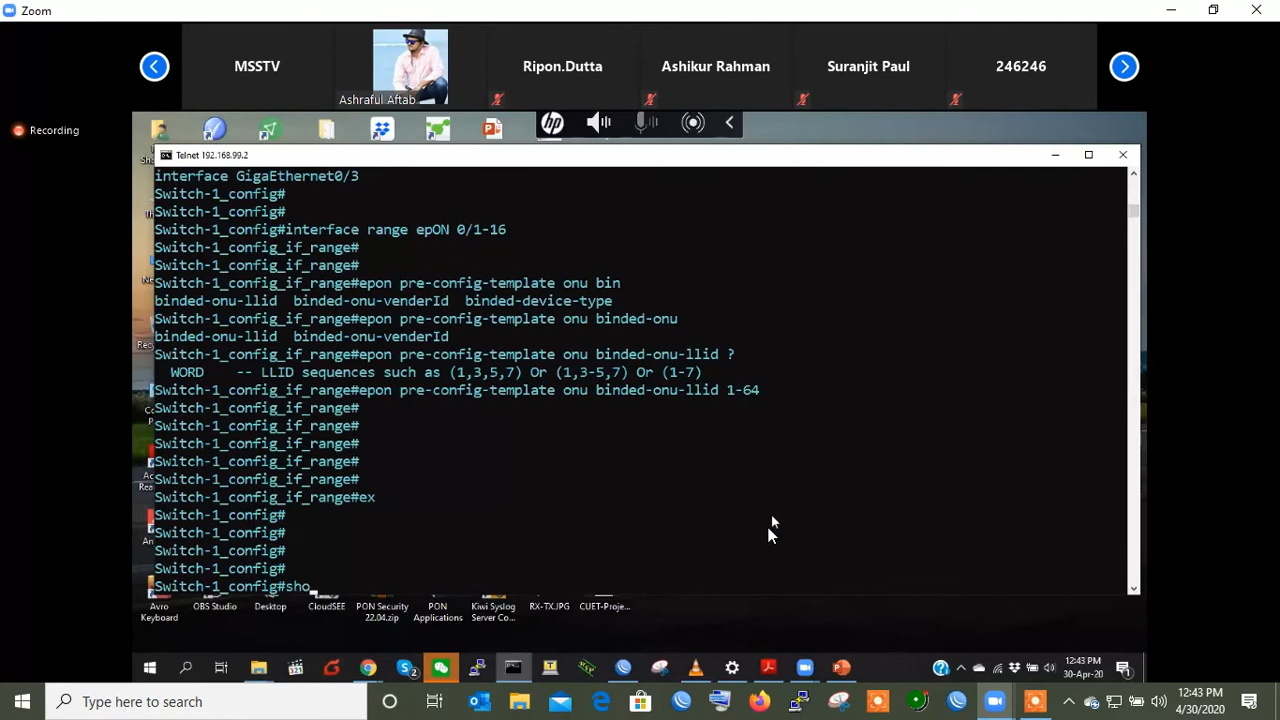 Zoom
MSSTV
Ashraful Aftab
Ripon.Dutta
Ashikur Rahman
Suranjit Paul
246246
Recording
hp
Telnet 192.168.99.2
interface GigaEthernet0/3
Switch-1_config#
Switch-1_config#
Switch-1_config#interface range epON 0/1-16
Switch-1_config_if_range#
Switch-1_config_if_range#
Switch-1_config_if_range#epon pre-config-template onu bin
binded-onu-llid binded-onu-venderId binded-device-type
Switch-1_config_if_range#epon pre-config-template onu binded-onu
binded-onu-llid binded-onu-venderId
Switch-1_config_if_range#epon pre-config-template onu binded-onu-llid ?
WORD -- LLID sequences such as (1,3,5,7) Or (1,3-5,7) Or (1-7)
Switch-1_config_if_range#epon pre-config-template onu binded-onu-llid 1-64
Switch-1_config_if_range#
Switch-1_config_if_range#
Switch-1_config_if_range#
Switch-1_config_if_range#
Switch-1_config_if_range#
Switch-1_config_if_range#ex
Switch-1_config#
Switch-1_config#
Switch-1_config#
Switch-1_config#
Switch-1_config#sho
Avro Keyboard
OBS Studio
Desktop
CloudSEE
PON Security 22.04.zip
PON Applications
Kiwi Syslog Server Co...
RX-TX.JPG
CUET-Proje...
12:43 PM
30-Apr-20
Type here to search
12:43 PM
4/30/2020